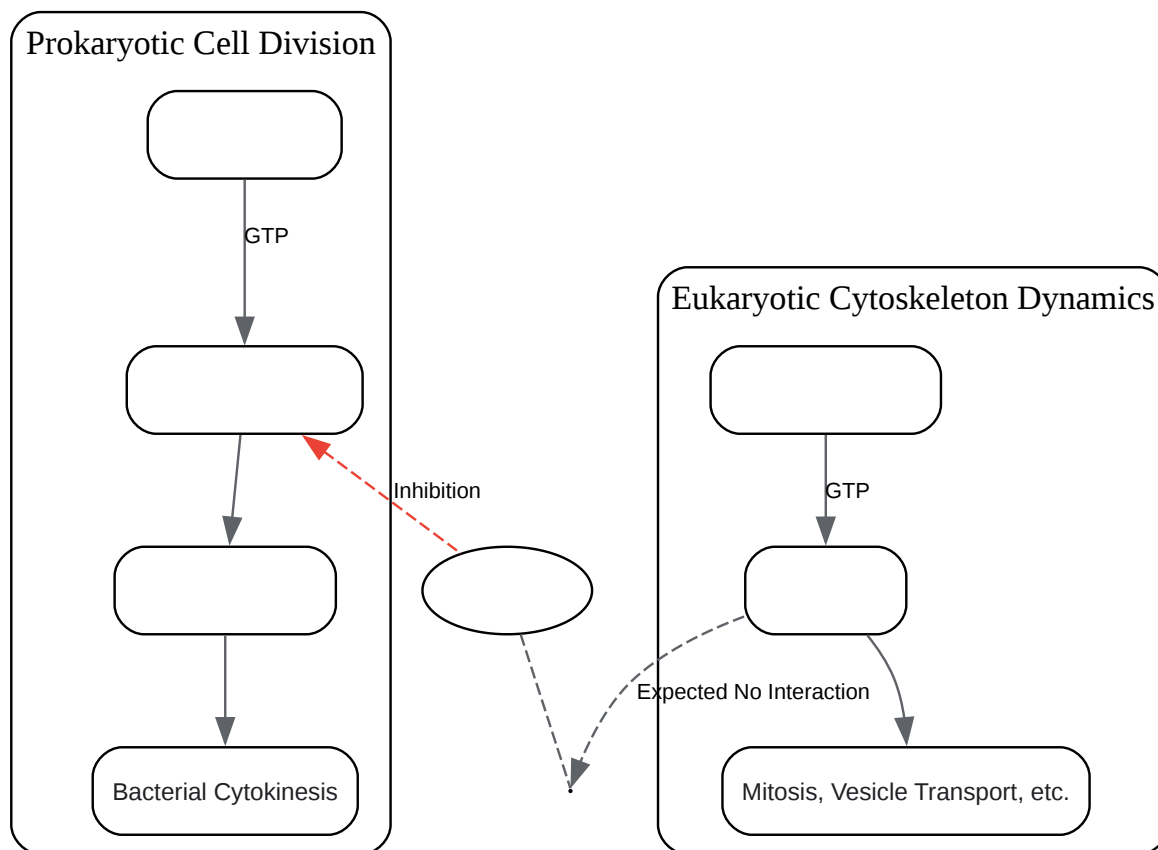 Prokaryotic Cell Division
GTP
Eukaryotic Cytoskeleton Dynamics
Inhibition
GTP
Expected No Interaction
Bacterial Cytokinesis
Mitosis, Vesicle Transport, etc.